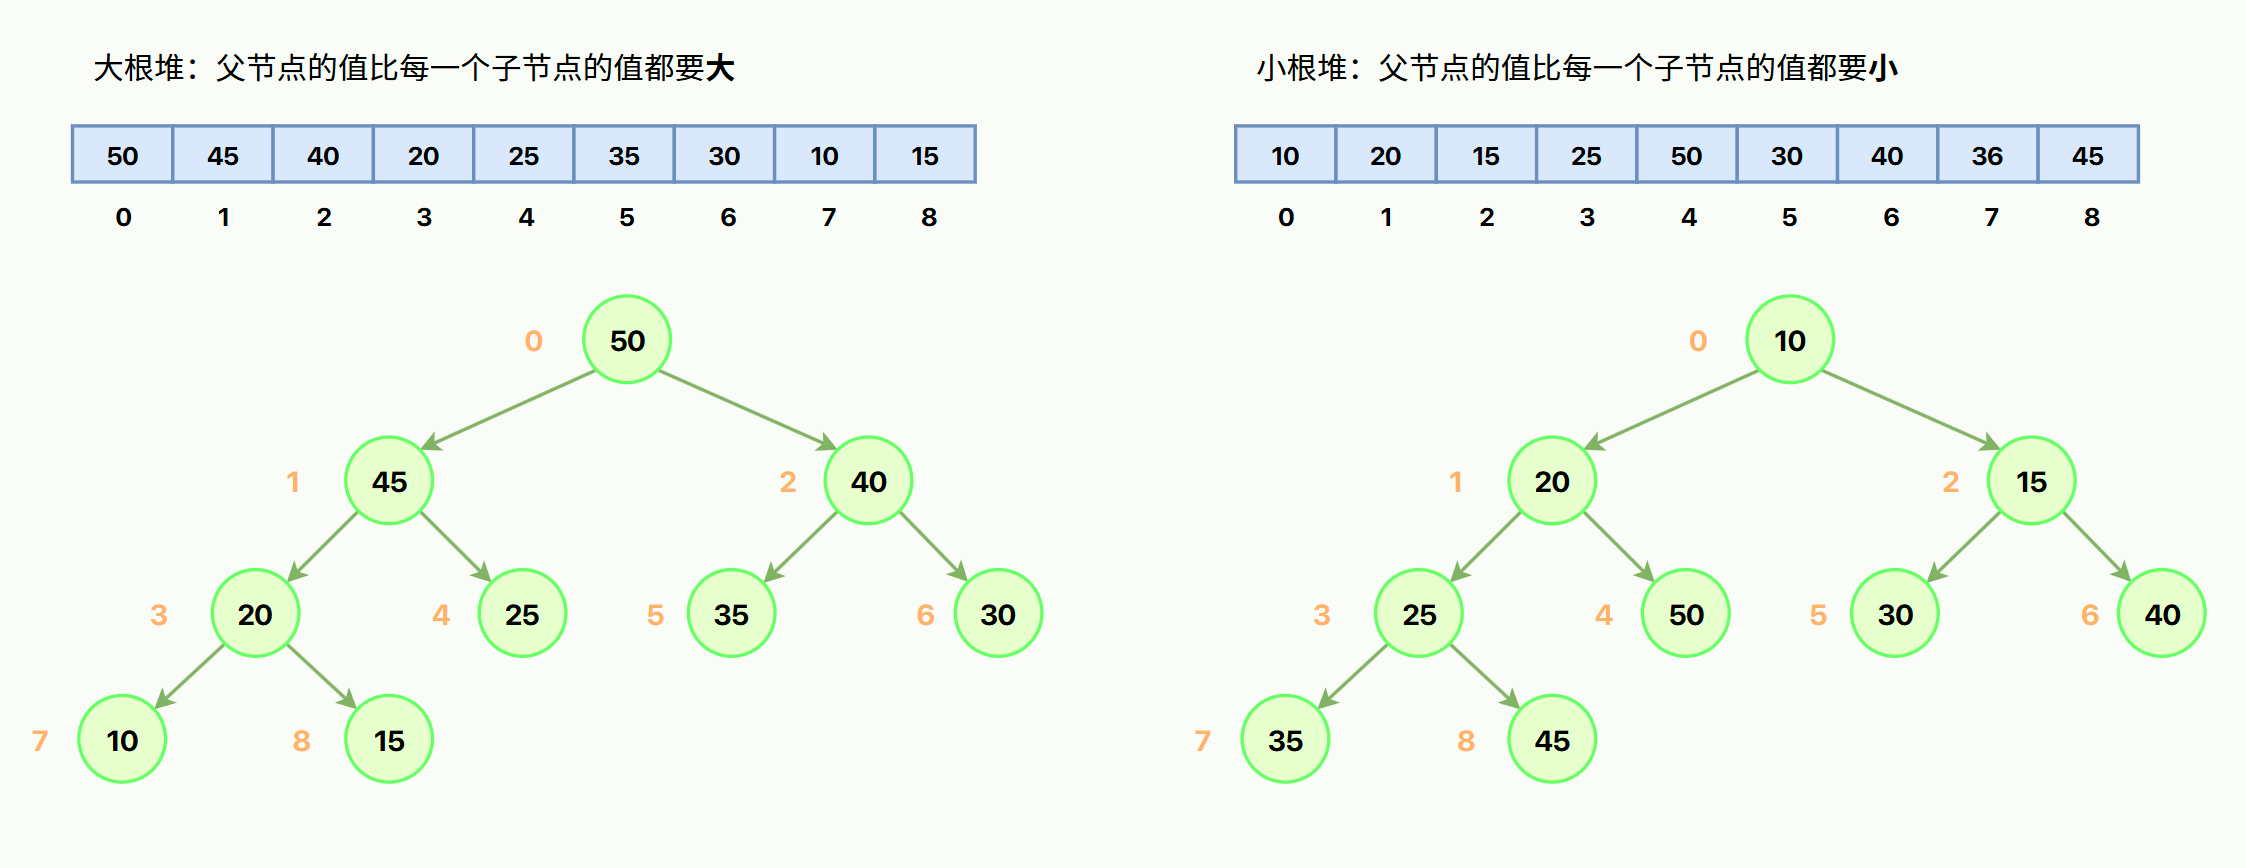 大根堆：父节点的值比每一个子节点的值都要大
50 45 40 20 25 35 30 10 15
0 1 2 3 4 5 6 7 8
0 50
1 45 2 40
3 20 4 25 5 35 6 30
7 10 8 15
小根堆：父节点的值比每一个子节点的值都要小
10 20 15 25 50 30 40 36 45
0 1 2 3 4 5 6 7 8
0 10
1 20 2 15
3 25 4 50 5 30 6 40
7 35 8 45